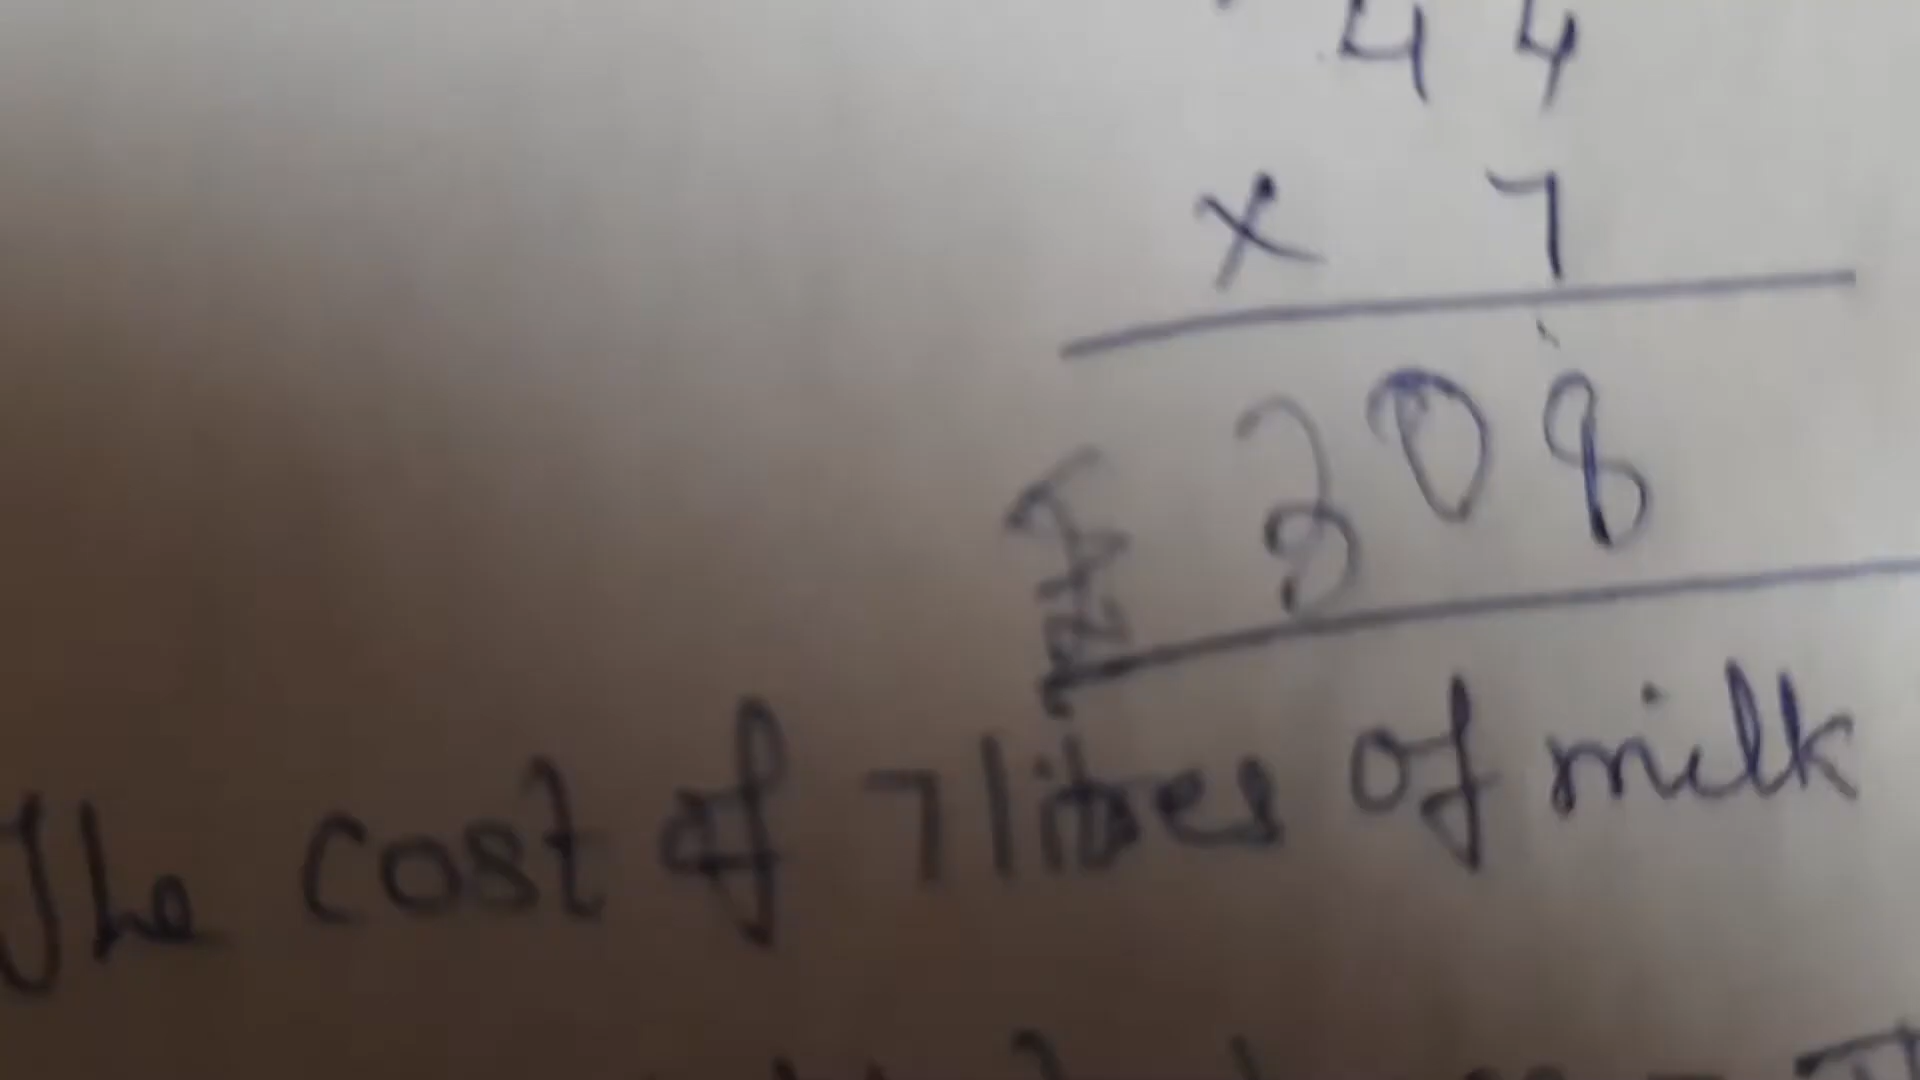 44
x 7
308
The cost of 7 litres of milk